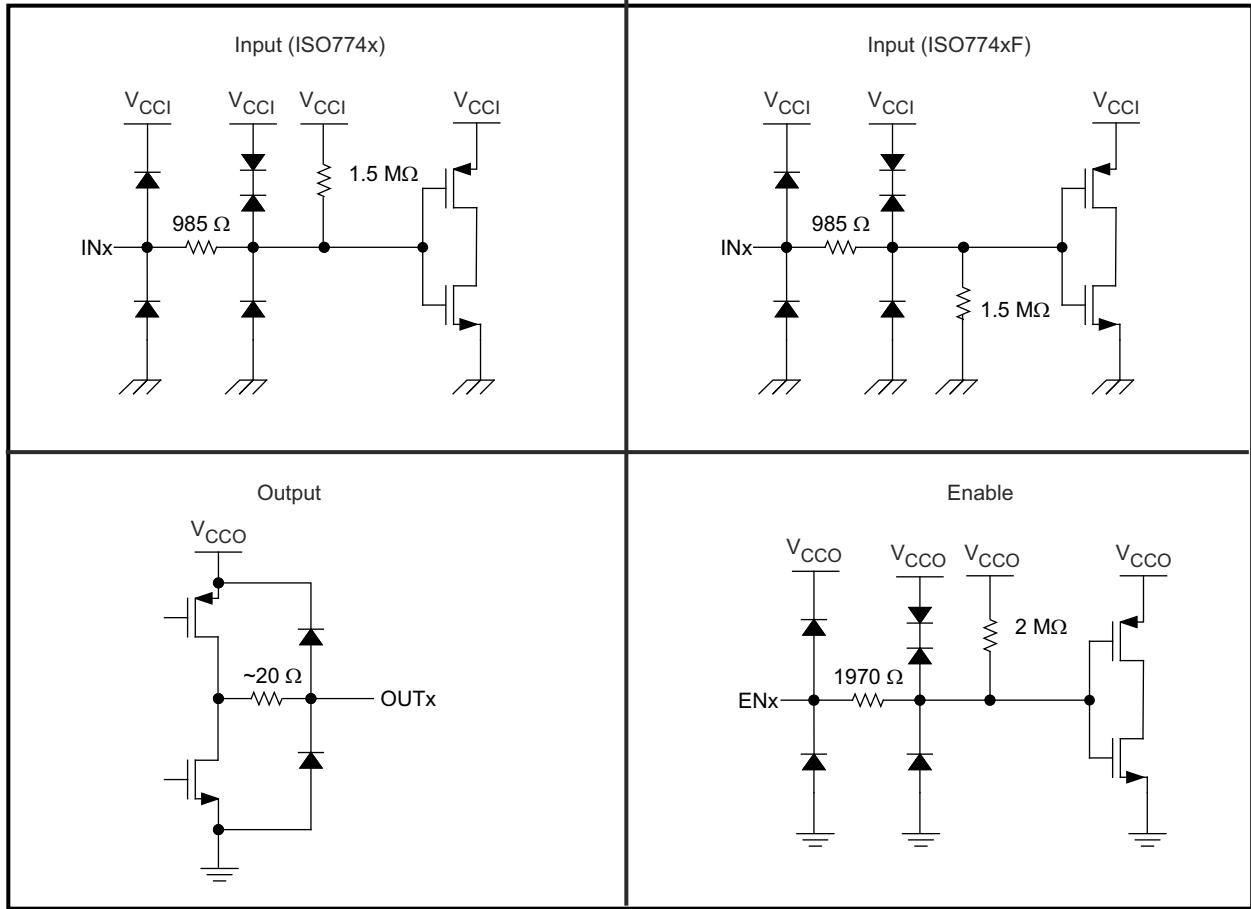 Input (ISO774x)
V_CCI V_CCI V_CCI V_CCI
1.5 MΩ
985 Ω
INx
Input (ISO774xF)
V_CCI V_CCI V_CCI
985 Ω
INx
1.5 MΩ
Output
V_CCO
~20 Ω
OUTx
Enable
V_CCO V_CCO V_CCO V_CCO
2 MΩ
1970 Ω
ENx